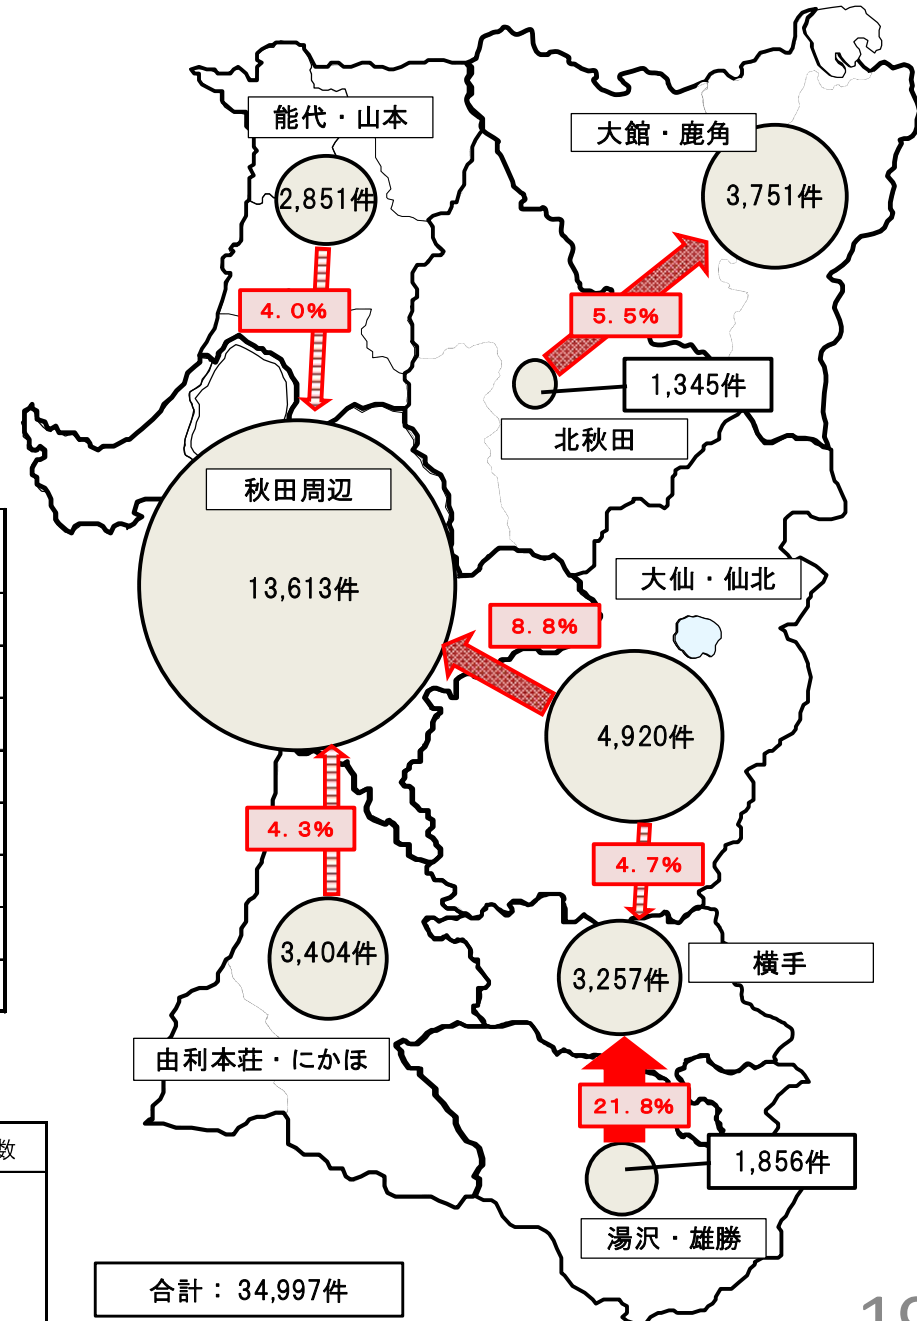 能代・山本
2,851件
4.0%
大館・鹿角
3,751件
5.5%
1,345件
北秋田
秋田周辺
13,613件
大仙・仙北
8.8%
4,920件
4.3%
4.7%
3,404件
3,257件
横手
由利本荘・にかほ
21.8%
数
1,856件
湯沢・雄勝
合計：34,997件